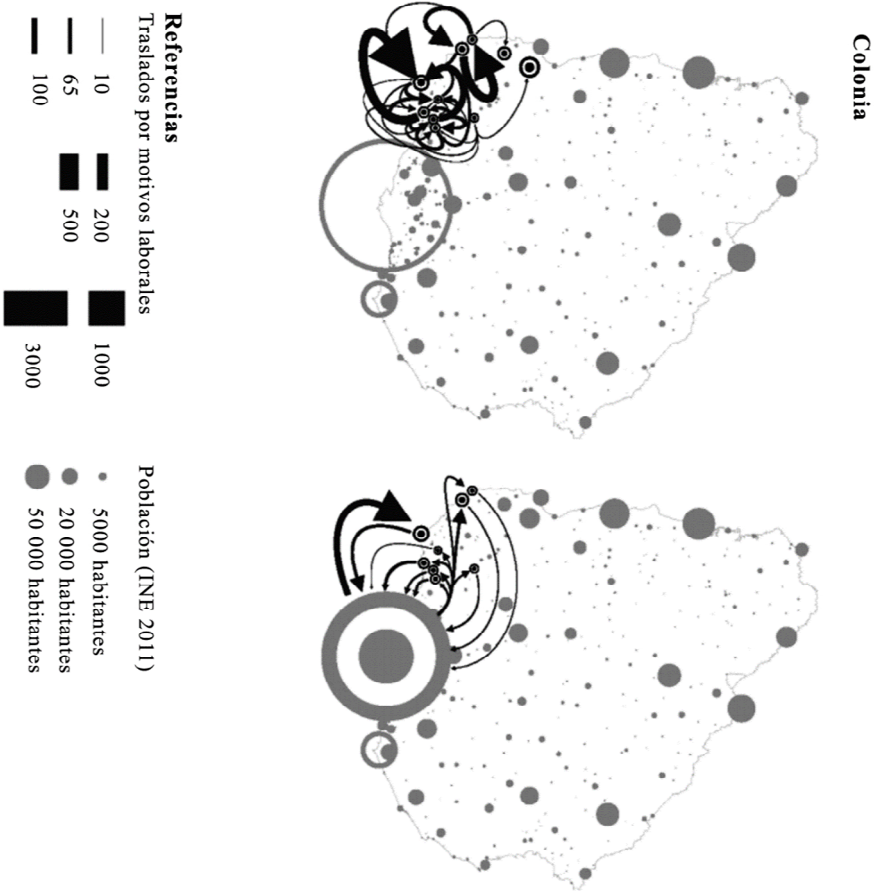 Colonia
Referencias
Traslados por motivos laborales
10
200
1000
65
500
3000
100
Población (INE 2011)
5000 habitantes
20 000 habitantes
50 000 habitantes